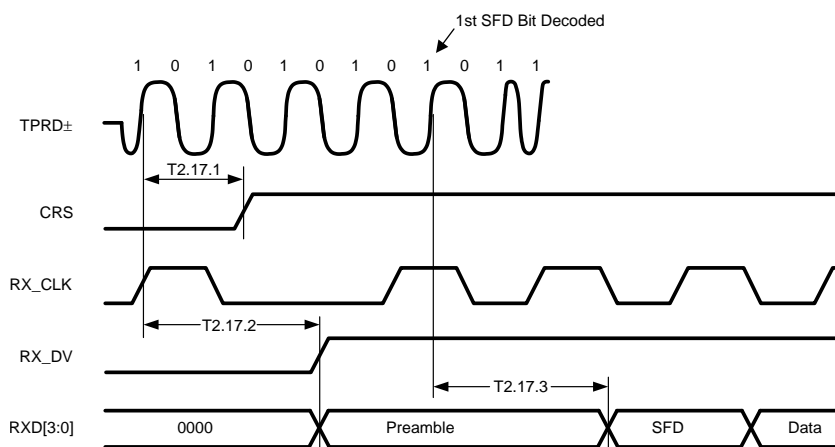 1st SFD Bit Decoded
1 0 1 0 1 0 1 0 1 0 1 1
TPRD±
T2.17.1
CRS
RX_CLK
T2.17.2
RX_DV
T2.17.3
RXD[3:0] 0000 Preamble SFD Data